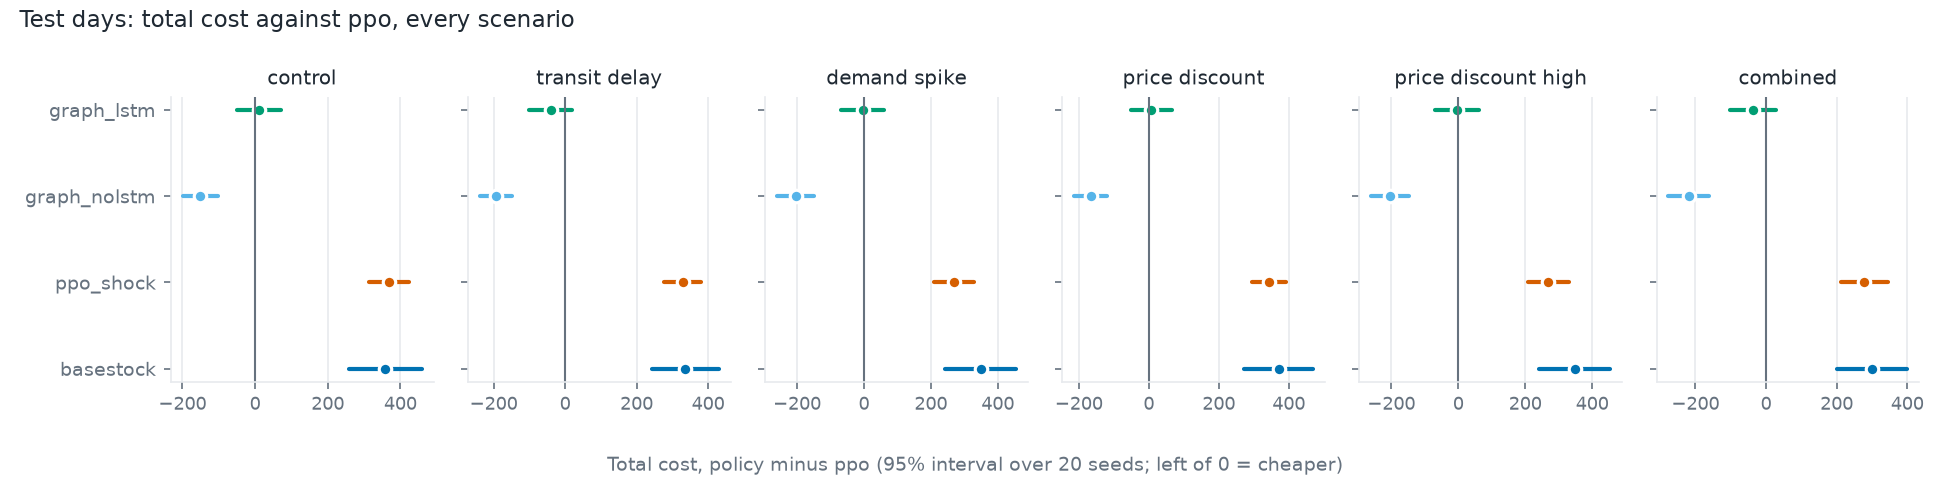 Test days: total cost against ppo, every scenario
control
transit delay
demand spike
price discount
price discount high
combined
graph_lstm
graph_nolstm
ppo_shock
basestock
−200 0 200 400
−200 0 200 400
−200 0 200 400
−200 0 200 400
−200 0 200 400
−200 0 200 400
Total cost, policy minus ppo (95% interval over 20 seeds; left of 0 = cheaper)